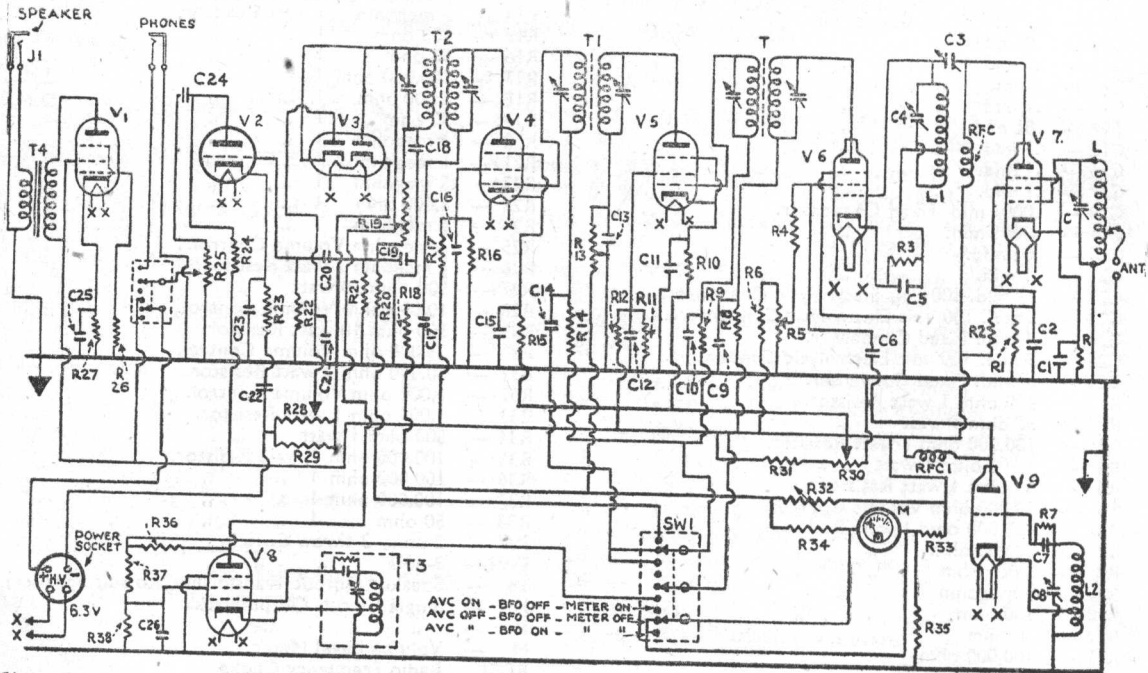 SPEAKER
PHONES
J1
C24
T2
T1
T
C3
V1
V2
V3
V4
V5
V6
V7
C4
RFC
L
T4
C18
L1
C
R19
C16
C13
R4
R3
ANT.
R25
R24
C20
C19
R17
R16
R13
C11
R10
C5
C25
C23
R23
R22
R21
R20
R18
C17
C15
C14
R15
R14
R12
R11
R9
R8
R6
R5
C6
R2
C2
R27
R26
C21
C12
C10
C9
R1
C1
R
C22
R28
R29
R31
R30
RFC1
V9
R32
M
R36
SW1
R34
R33
R7
POWER SOCKET
V8
T3
C7
+ H.V. -
R37
C8
L2
6.3V
AVC ON - BFO OFF - METER ON
AVC OFF - BFO OFF - METER OFF
AVC " - BFO ON - " "
R35
X
X
R38
C26
X X
X X
X X
X X
X X
X X
X X
X X
X X